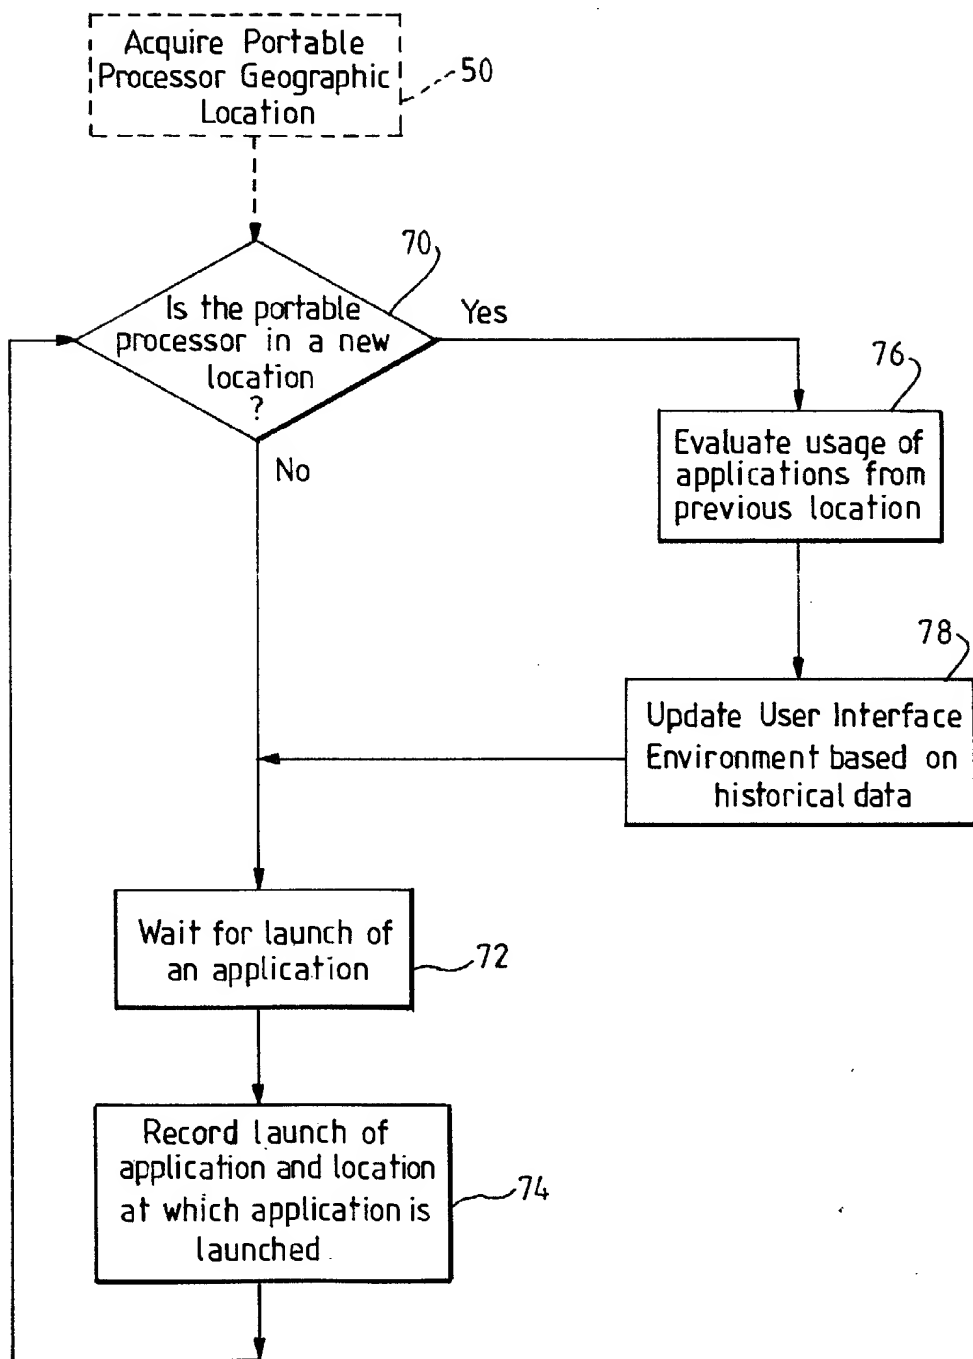 Acquire Portable
Processor Geographic
Location
50
70
Is the portable
processor in a new
location
?
Yes
No
76
Evaluate usage of
applications from
previous location
78
Update User Interface
Environment based on
historical data
Wait for launch of
an application
72
Record launch of
application and location
at which application is
launched
74